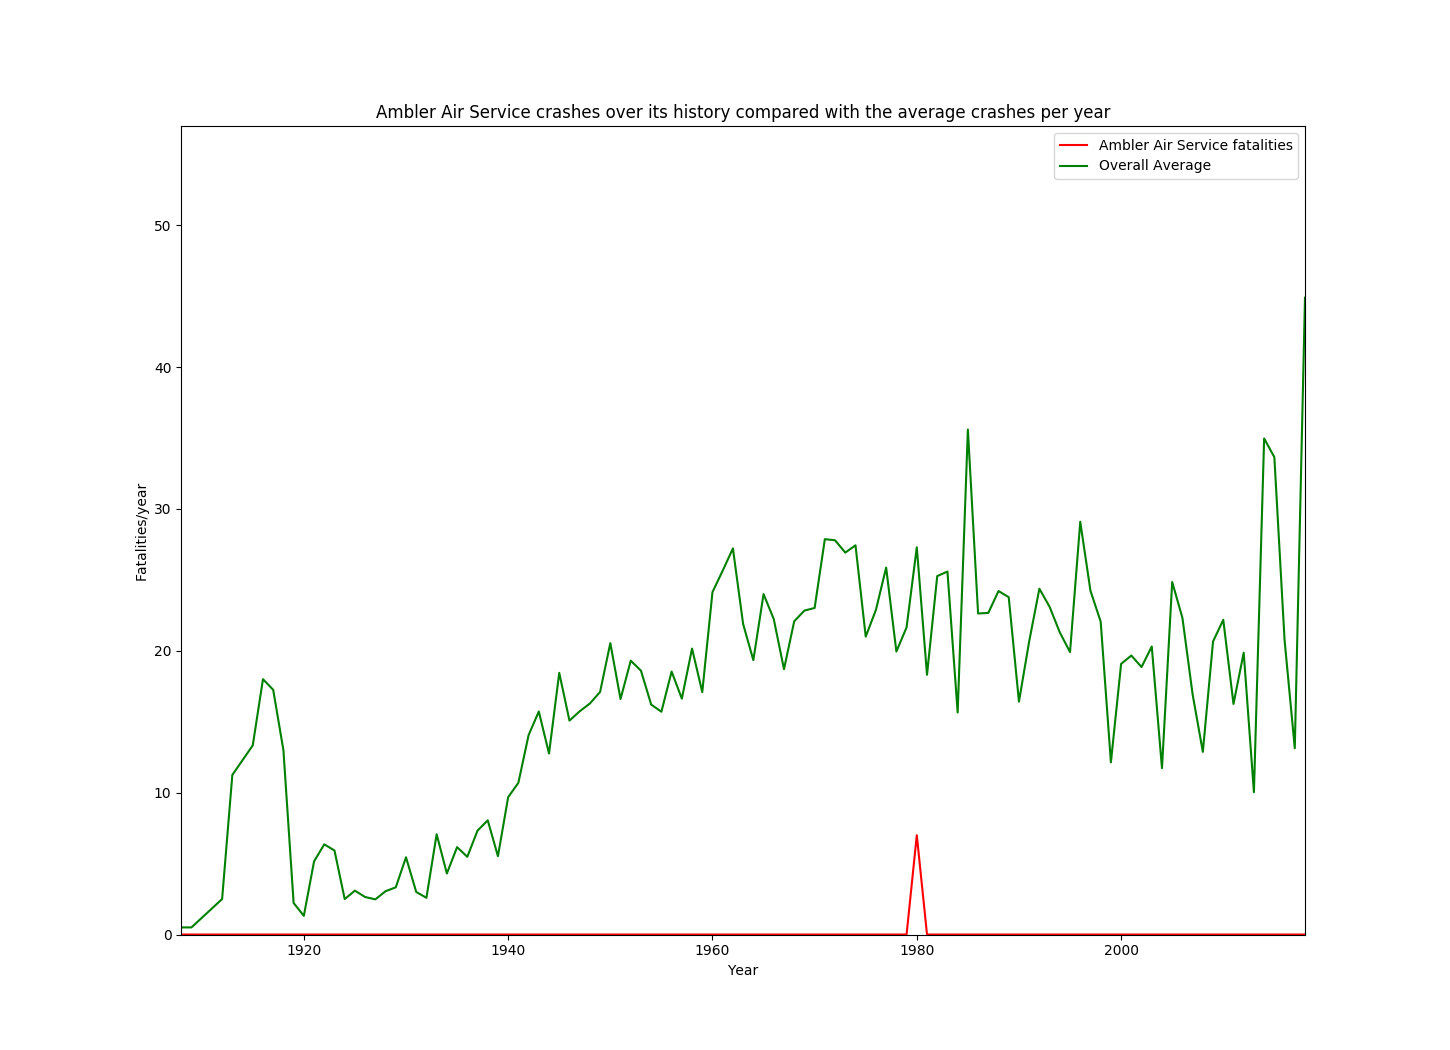 Ambler Air Service crashes over its history compared with the average crashes per year
Ambler Air Service fatalities
Overall Average
50
40
30
20
10
0
Fatalities/year
1920 1940 1960 1980 2000
Year